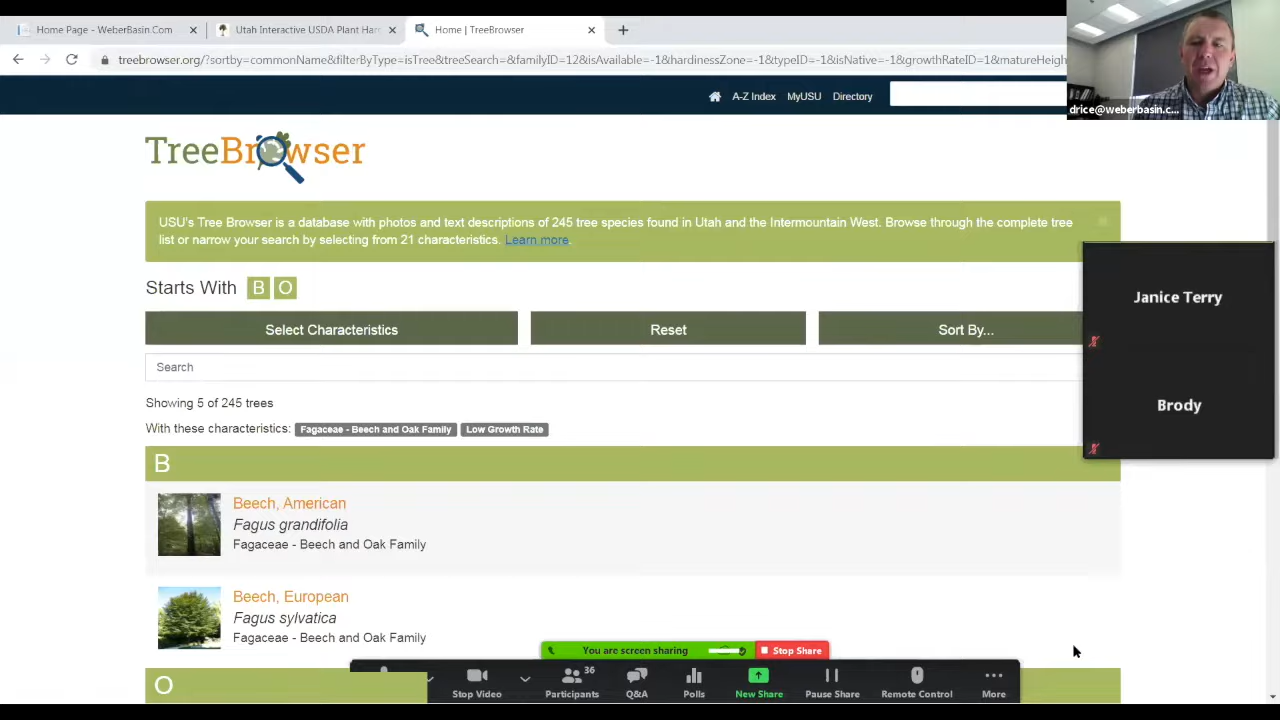 Home Page - WeberBasin.Com
Utah Interactive USDA Plant Har
Home | TreeBrowser
treebrowser.org/?sortby=commonName&filterByType=isTree&treeSearch=&familyID=12&isAvailable=-1&hardinessZone=-1&typeID=-1&isNative=-1&growthRateID=1&matureHeigh
drice@weberbasin.c...
A-Z Index
MyUSU
Directory
TreeBrowser
USU's Tree Browser is a database with photos and text descriptions of 245 tree species found in Utah and the Intermountain West. Browse through the complete tree
list or narrow your search by selecting from 21 characteristics. Learn more.
Starts With B O
Select Characteristics
Reset
Sort By...
Search
Showing 5 of 245 trees
With these characteristics: Fagaceae - Beech and Oak Family Low Growth Rate
B
Beech, American
Fagus grandifolia
Fagaceae - Beech and Oak Family
Beech, European
Fagus sylvatica
Fagaceae - Beech and Oak Family
O
Janice Terry
Brody
You are screen sharing
Stop Share
Stop Video
36
Participants
Q&A
Polls
New Share
Pause Share
Remote Control
More